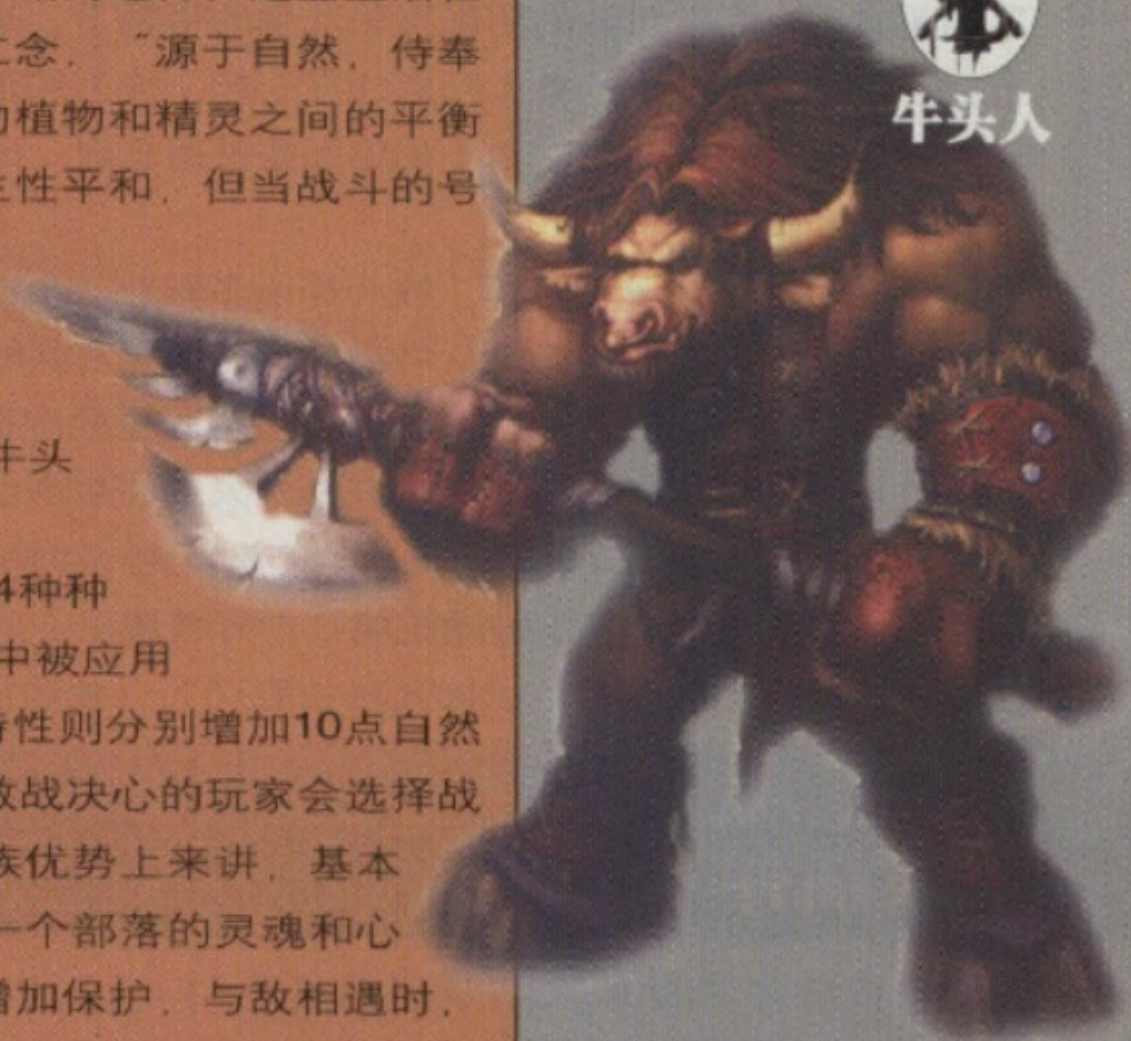 念，“源于自然，侍奉
植物和精灵之间的平衡
性平和，但当战斗的号
牛头人
牛头
4种种
中被应用
性则分别增加10点自然
战决心的玩家会选择战
族优势上来讲，基本
一个部落的灵魂和心
增加保护，与敌相遇时，